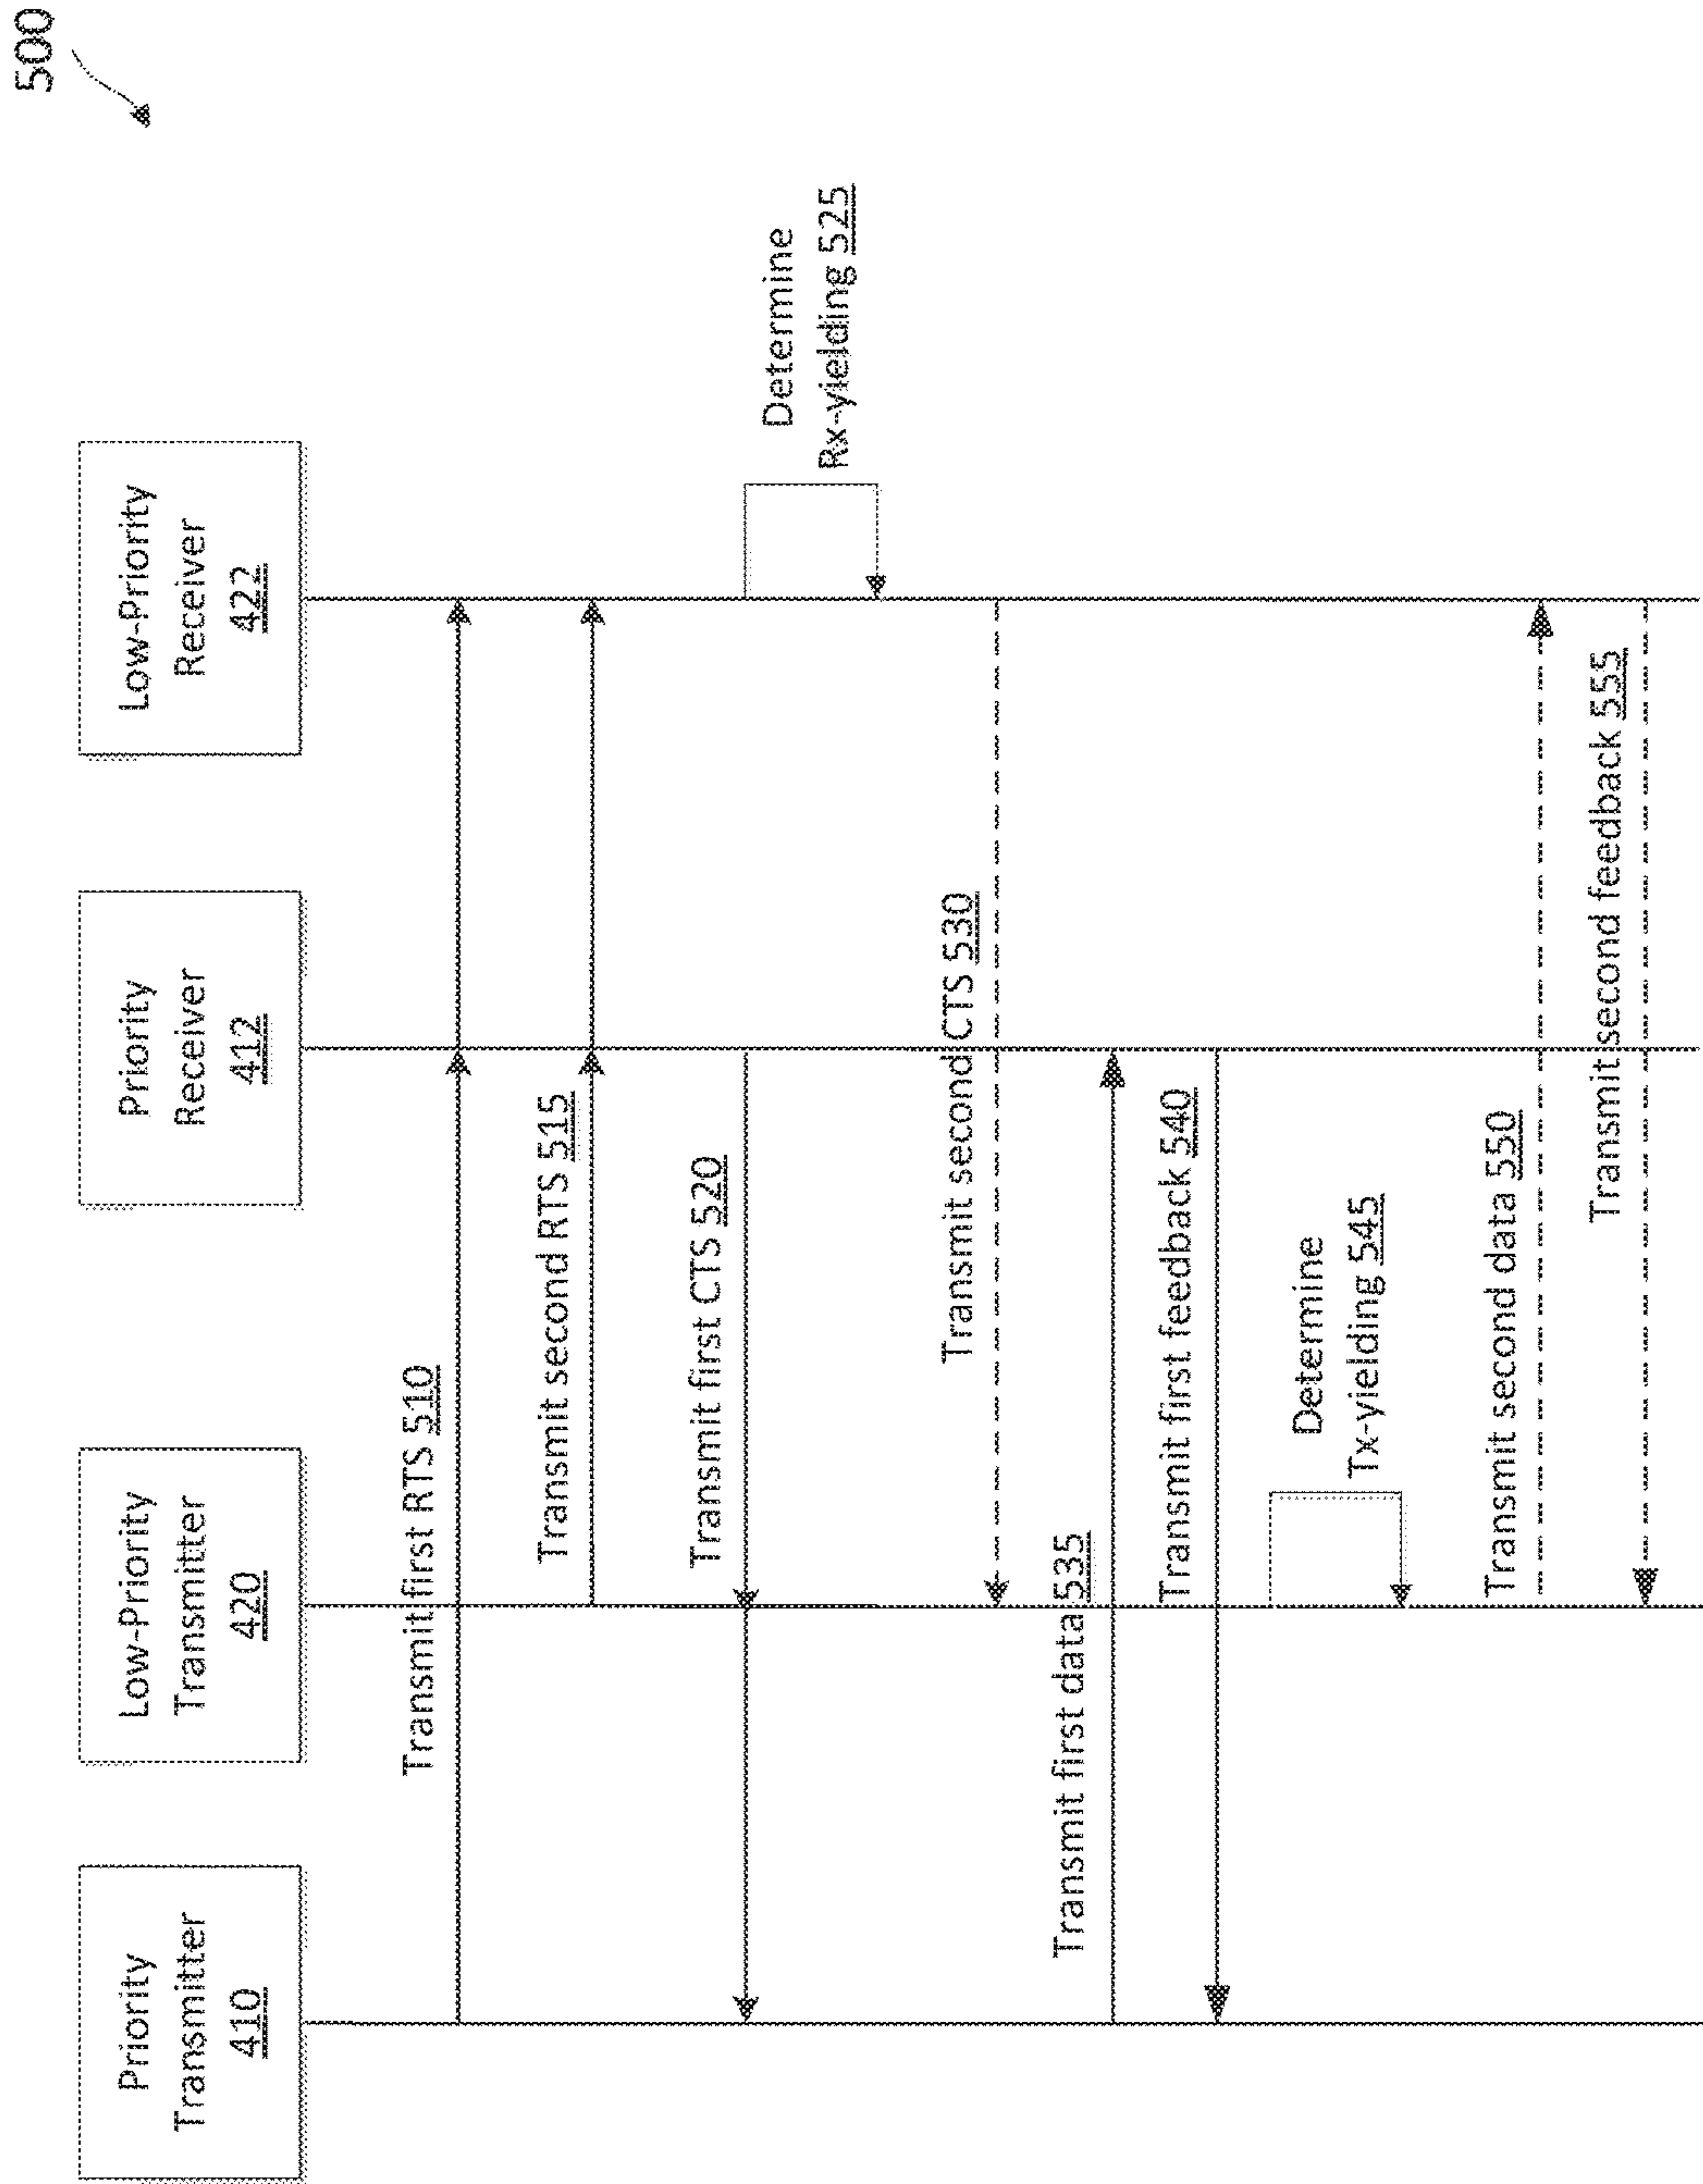 500
Priority
Transmitter
410
Low-Priority
Transmitter
420
Priority
Receiver
412
Low-Priority
Receiver
422
Transmit first RTS 510
Transmit second RTS 515
Transmit first CTS 520
Determine
Rx-yielding 525
Transmit second CTS 530
Transmit first data 535
Transmit first feedback 540
Determine
Tx-yielding 545
Transmit second data 550
Transmit second feedback 555